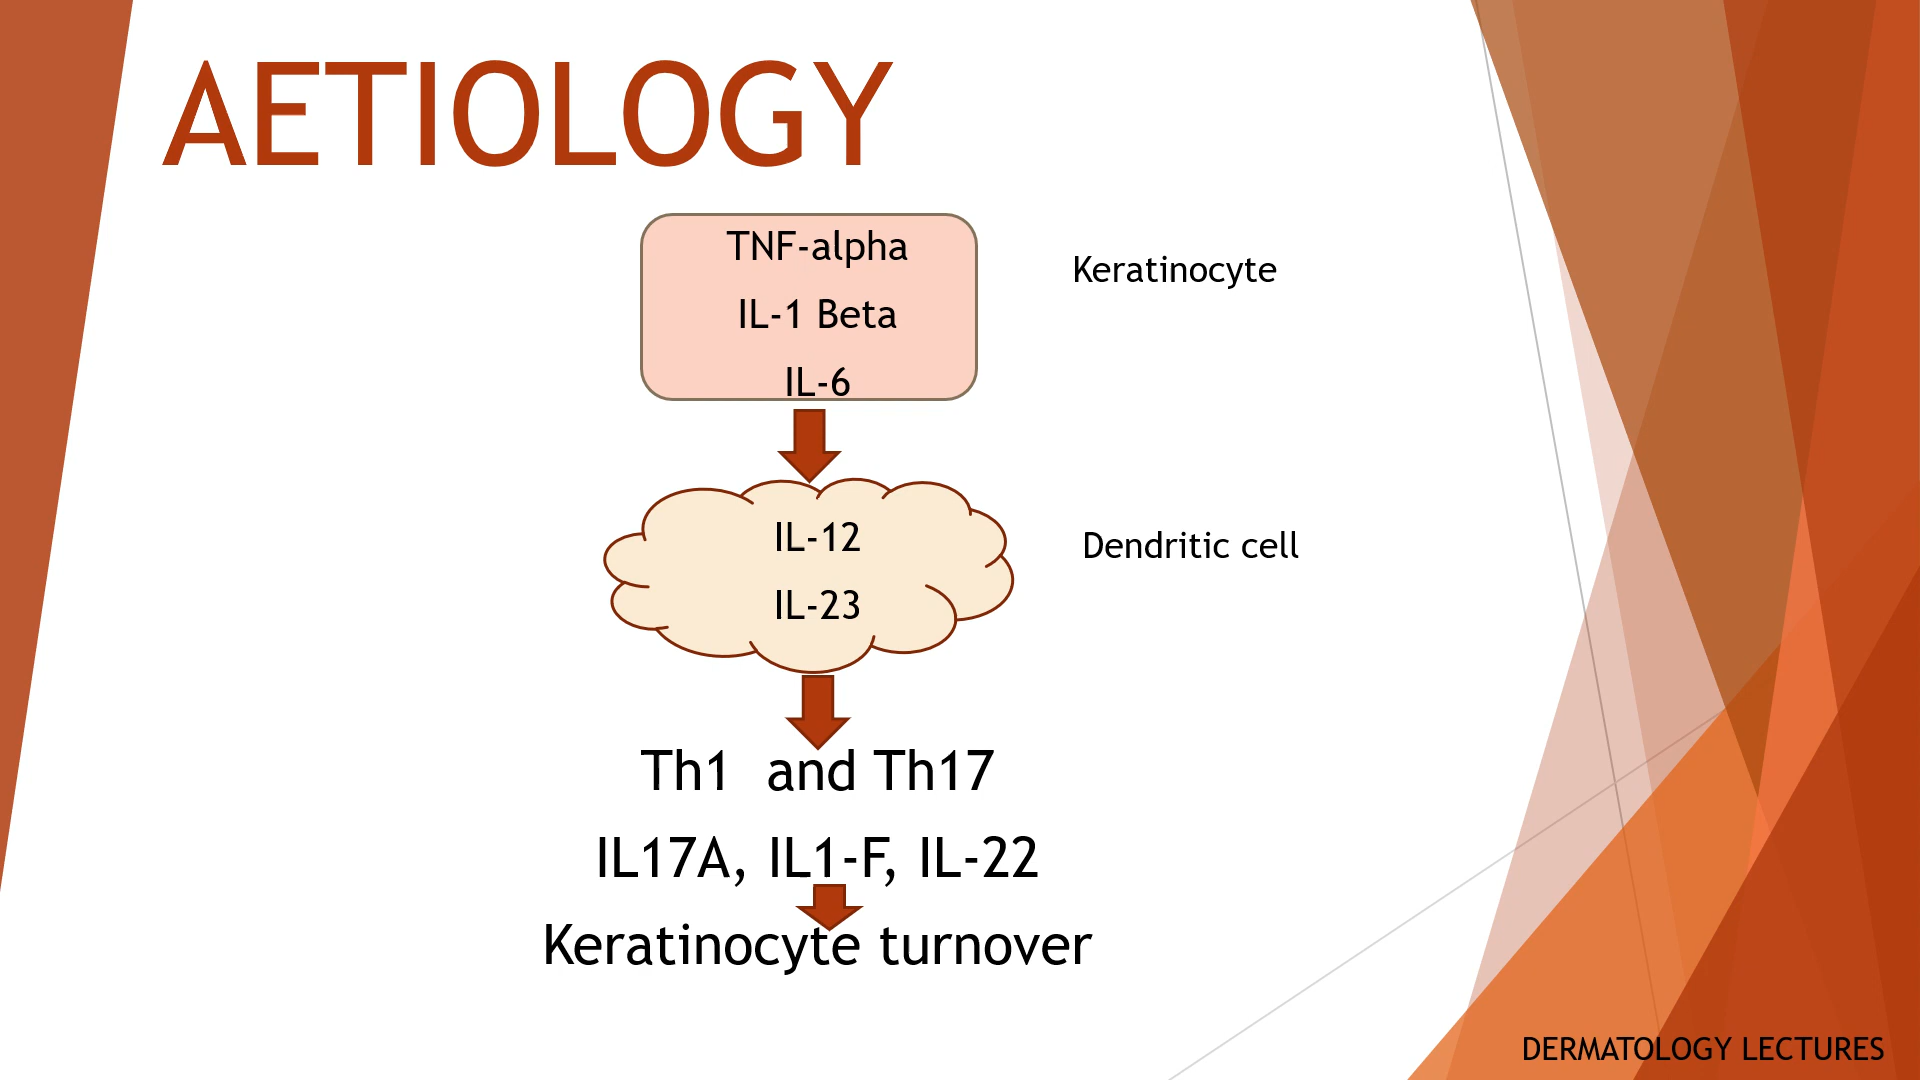 AETIOLOGY
TNF-alpha
IL-1 Beta
IL-6
Keratinocyte
IL-12
IL-23
Dendritic cell
Th1 and Th17
IL17A, IL1-F, IL-22
Keratinocyte turnover
DERMATOLOGY LECTURES